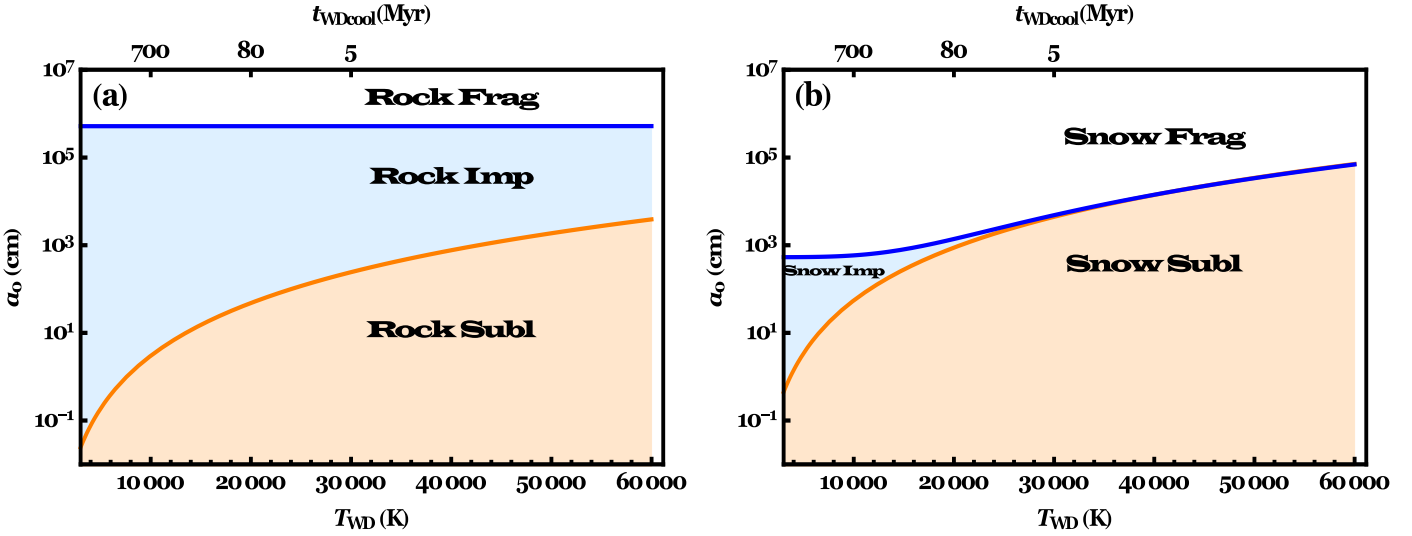 t_WDcool(Myr)
700 80 5
10^7
(a)
Rock Frag
10^5
Rock Imp
a_0 (cm)
10^3
10^1
Rock Subl
10^−1
10 000 20 000 30 000 40 000 50 000 60 000
T_WD (K)
t_WDcool(Myr)
700 80 5
10^7
(b)
Snow Frag
10^5
a_0 (cm)
10^3
Snow Imp
Snow Subl
10^1
10^−1
10 000 20 000 30 000 40 000 50 000 60 000
T_WD (K)